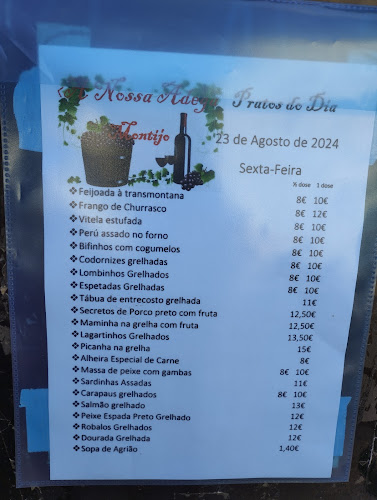 A Nossa Adega Pratos do Dia
Montijo
23 de Agosto de 2024
Sexta-Feira
½ dose 1 dose
❖Feijoada à transmontana 8€ 10€
❖Frango de Churrasco 8€ 12€
❖Vitela estufada 8€ 10€
❖Perú assado no forno 8€ 10€
❖Bifinhos com cogumelos 8€ 10€
❖Codornizes grelhadas 8€ 10€
❖Lombinhos Grelhados 8€ 10€
❖Espetadas Grelhadas 8€ 10€
❖Tábua de entrecosto grelhada 11€
❖Secretos de Porco preto com fruta 12,50€
❖Maminha na grelha com fruta 12,50€
❖Lagartinhos Grelhados 13,50€
❖Picanha na grelha 15€
❖Alheira Especial de Carne 8€
❖Massa de peixe com gambas 8€ 10€
❖Sardinhas Assadas 11€
❖Carapaus grelhados 8€ 10€
❖Salmão grelhado 13€
❖Peixe Espada Preto Grelhado 12€
❖Robalos Grelhados 12€
❖Dourada Grelhada 12€
❖Sopa de Agrião 1,40€